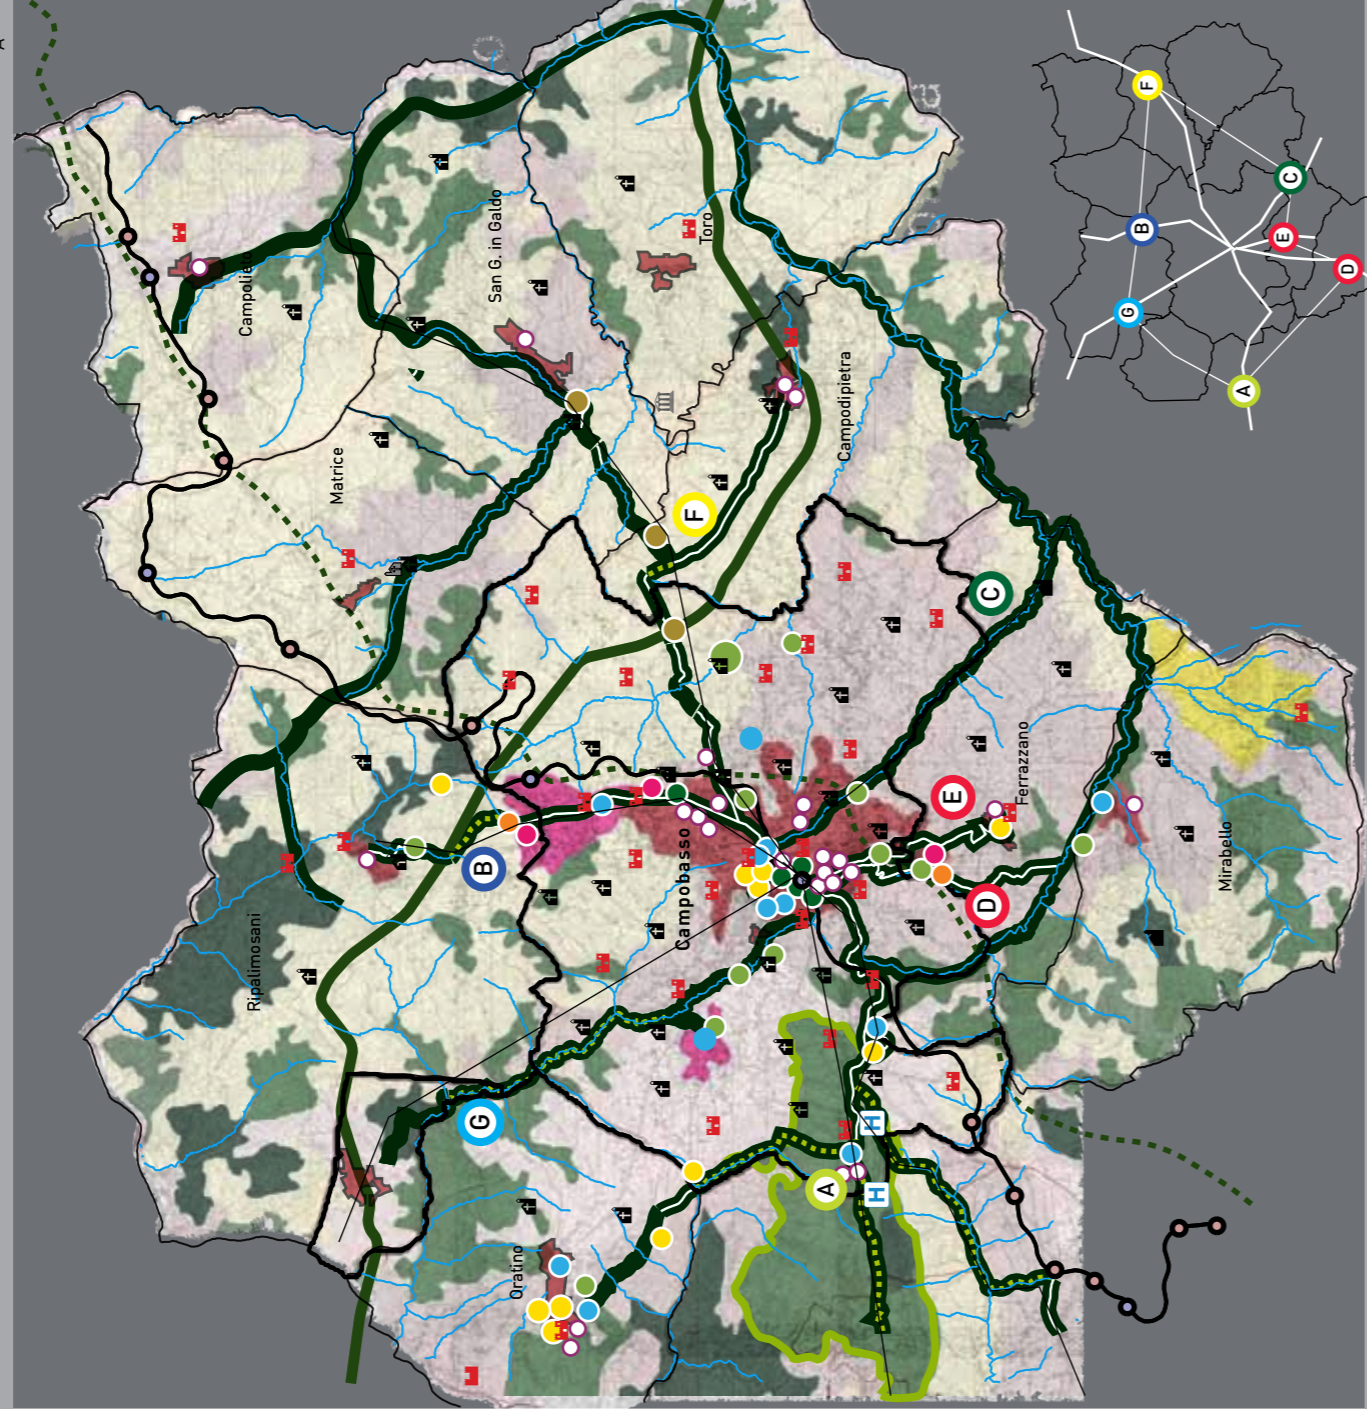 Campolieto
San G. in Galdo
Toro
Matrice
Campodipietra
Ripalimosani
Campobasso
Ferrazzano
Mirabello
Oratino
F
C
B
E
D
G
A
H
H
F
B
C
E
G
D
A